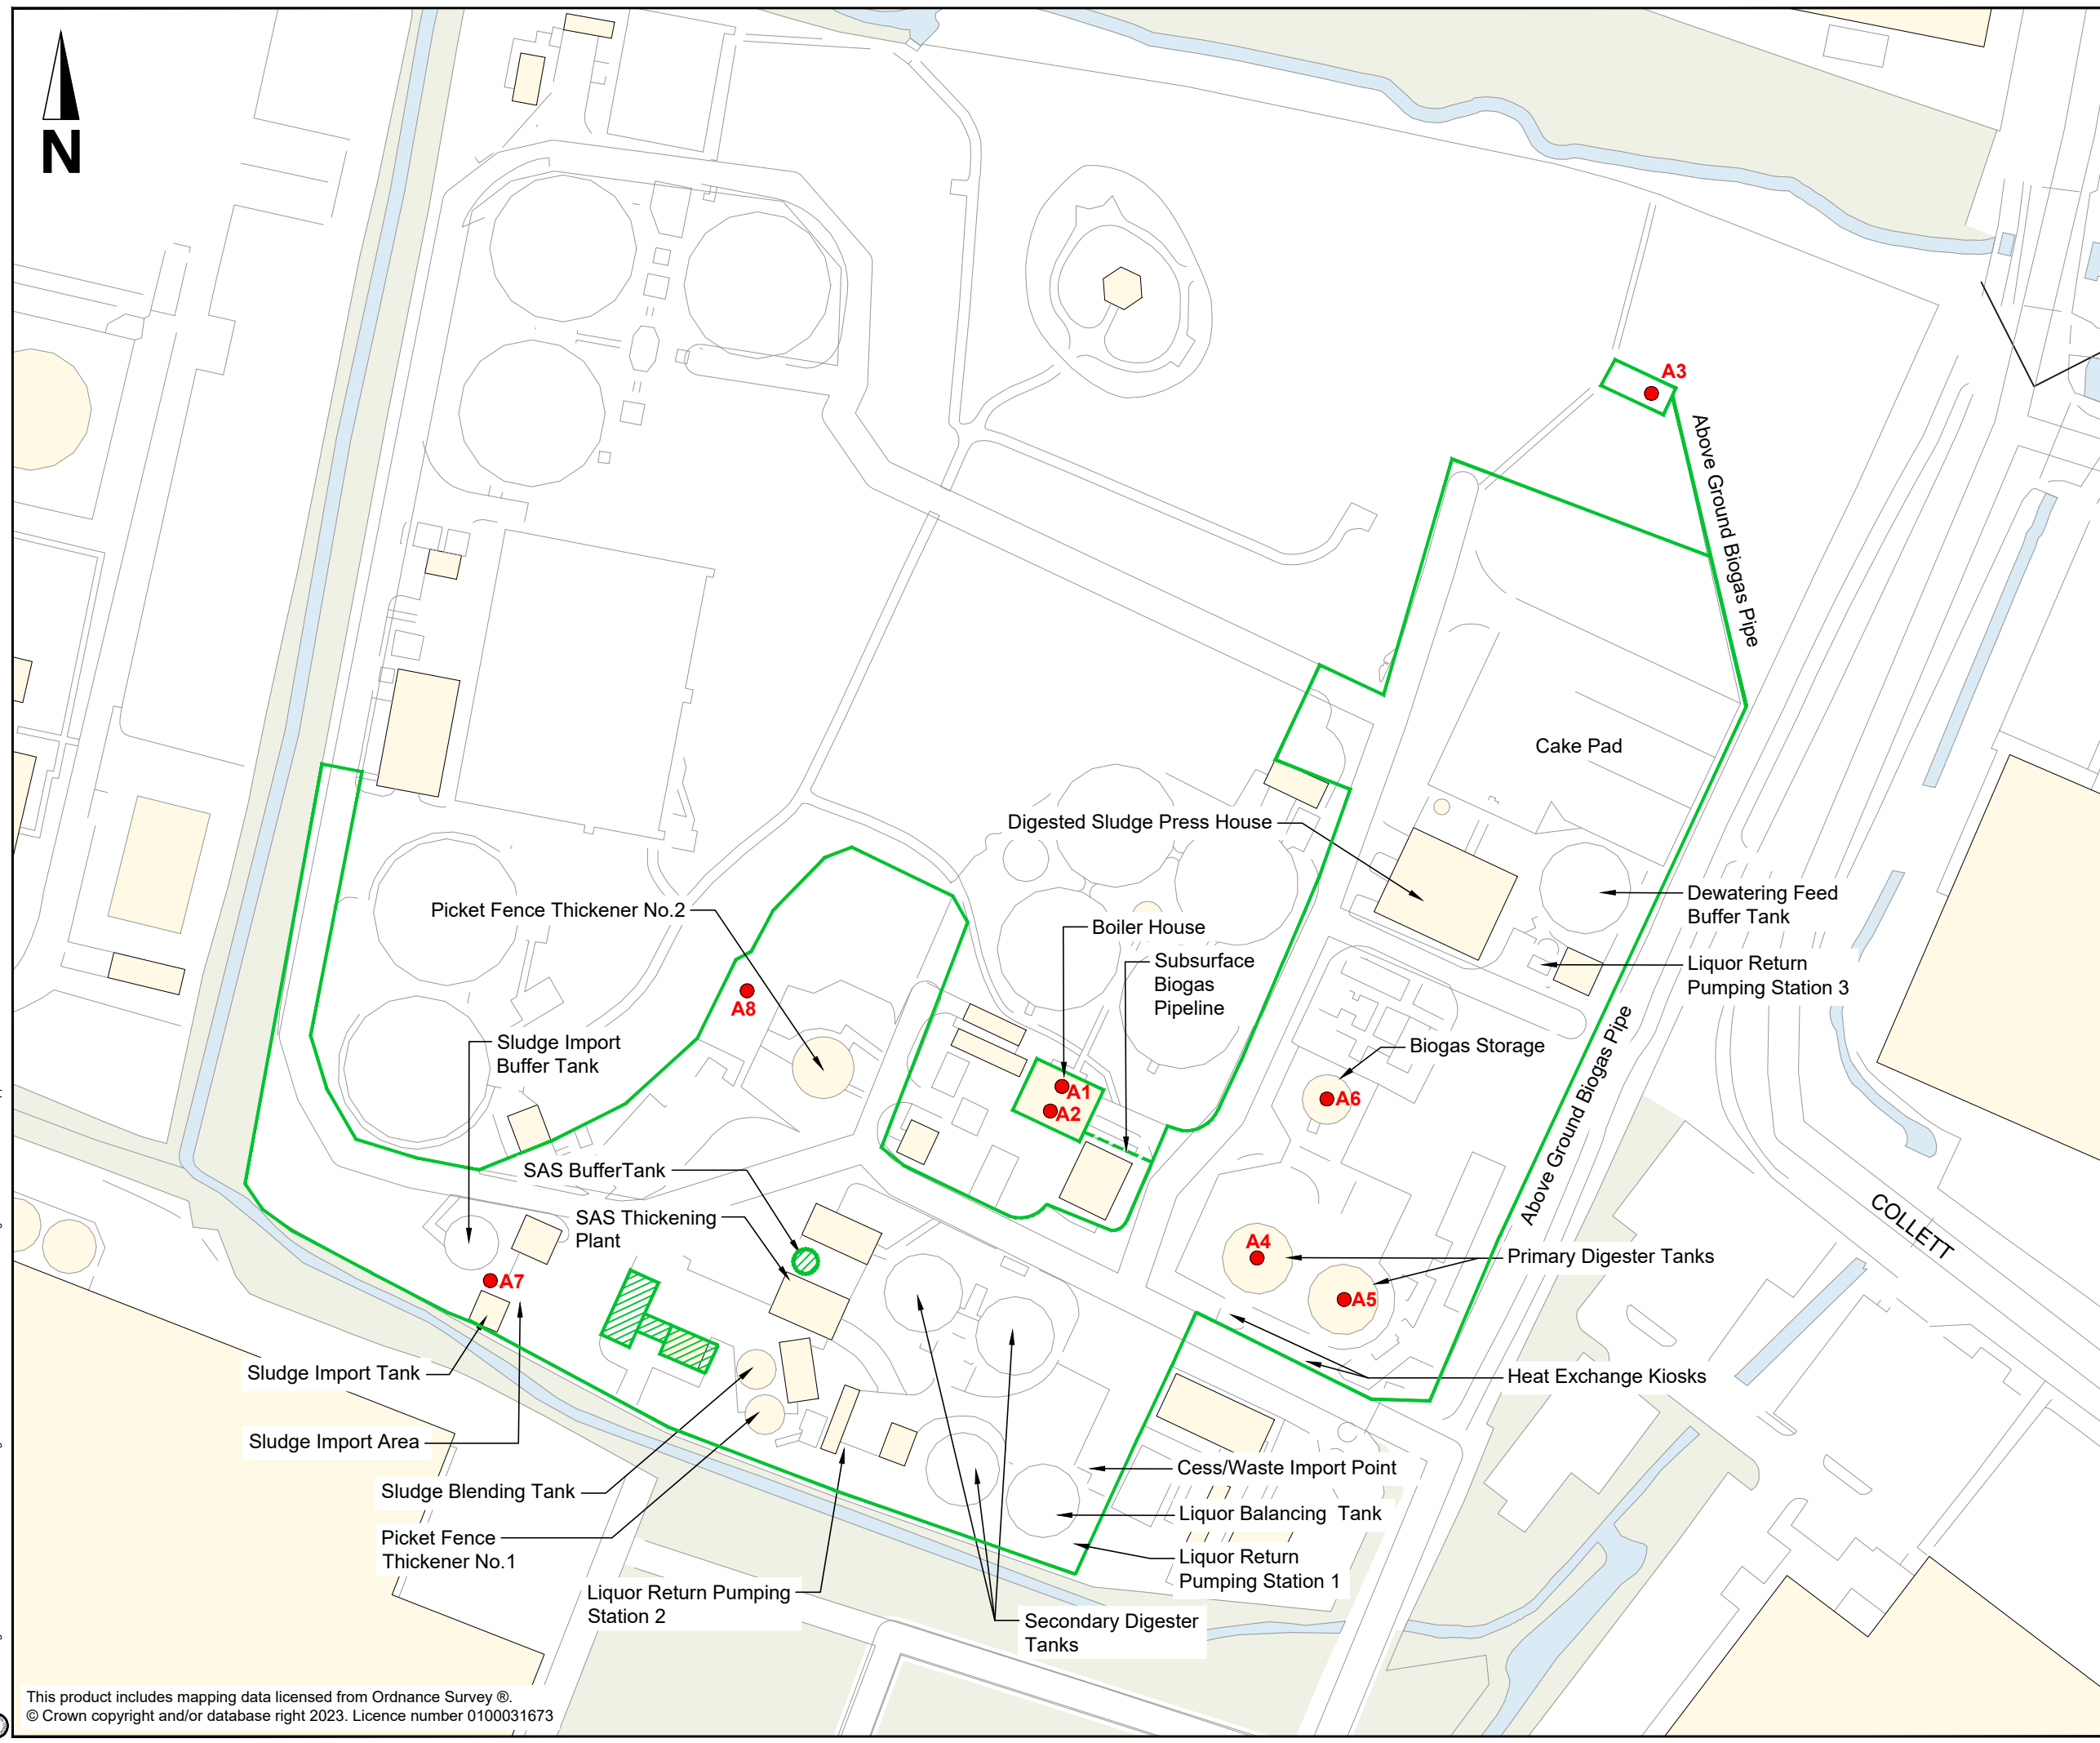 N
A3
Above Ground Biogas Pipe
Cake Pad
Digested Sludge Press House
Dewatering Feed
Buffer Tank
Picket Fence Thickener No.2
Boiler House
Subsurface
Biogas
Pipeline
Liquor Return
Pumping Station 3
A8
Sludge Import
Buffer Tank
Biogas Storage
A1
A2
A6
Above Ground Biogas Pipe
SAS BufferTank
SAS Thickening
Plant
COLLETT
A4
Primary Digester Tanks
A7
A5
Sludge Import Tank
Heat Exchange Kiosks
Sludge Import Area
Cess/Waste Import Point
Sludge Blending Tank
Liquor Balancing Tank
Picket Fence
Thickener No.1
Liquor Return
Pumping Station 1
Liquor Return Pumping
Station 2
Secondary Digester
Tanks
This product includes mapping data licensed from Ordnance Survey ®.
© Crown copyright and/or database right 2023. Licence number 0100031673